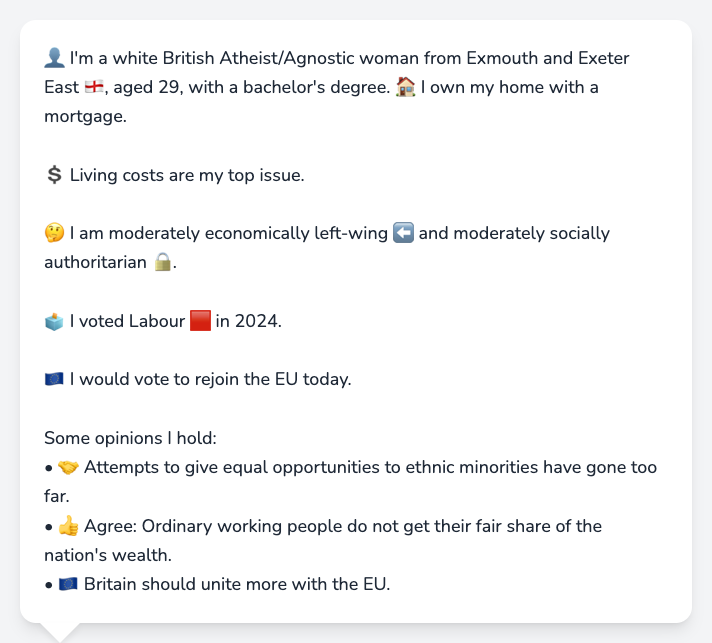 👤 I'm a white British Atheist/Agnostic woman from Exmouth and Exeter
East 🏴󠁧󠁢󠁥󠁮󠁧󠁿, aged 29, with a bachelor's degree. 🏠 I own my home with a
mortgage.
💲 Living costs are my top issue.
🤔 I am moderately economically left-wing ⬅️ and moderately socially
authoritarian 🔒.
🗳️ I voted Labour 🟥 in 2024.
🇪🇺 I would vote to rejoin the EU today.
Some opinions I hold:
• 🤝 Attempts to give equal opportunities to ethnic minorities have gone too
far.
• 👍 Agree: Ordinary working people do not get their fair share of the
nation's wealth.
• 🇪🇺 Britain should unite more with the EU.